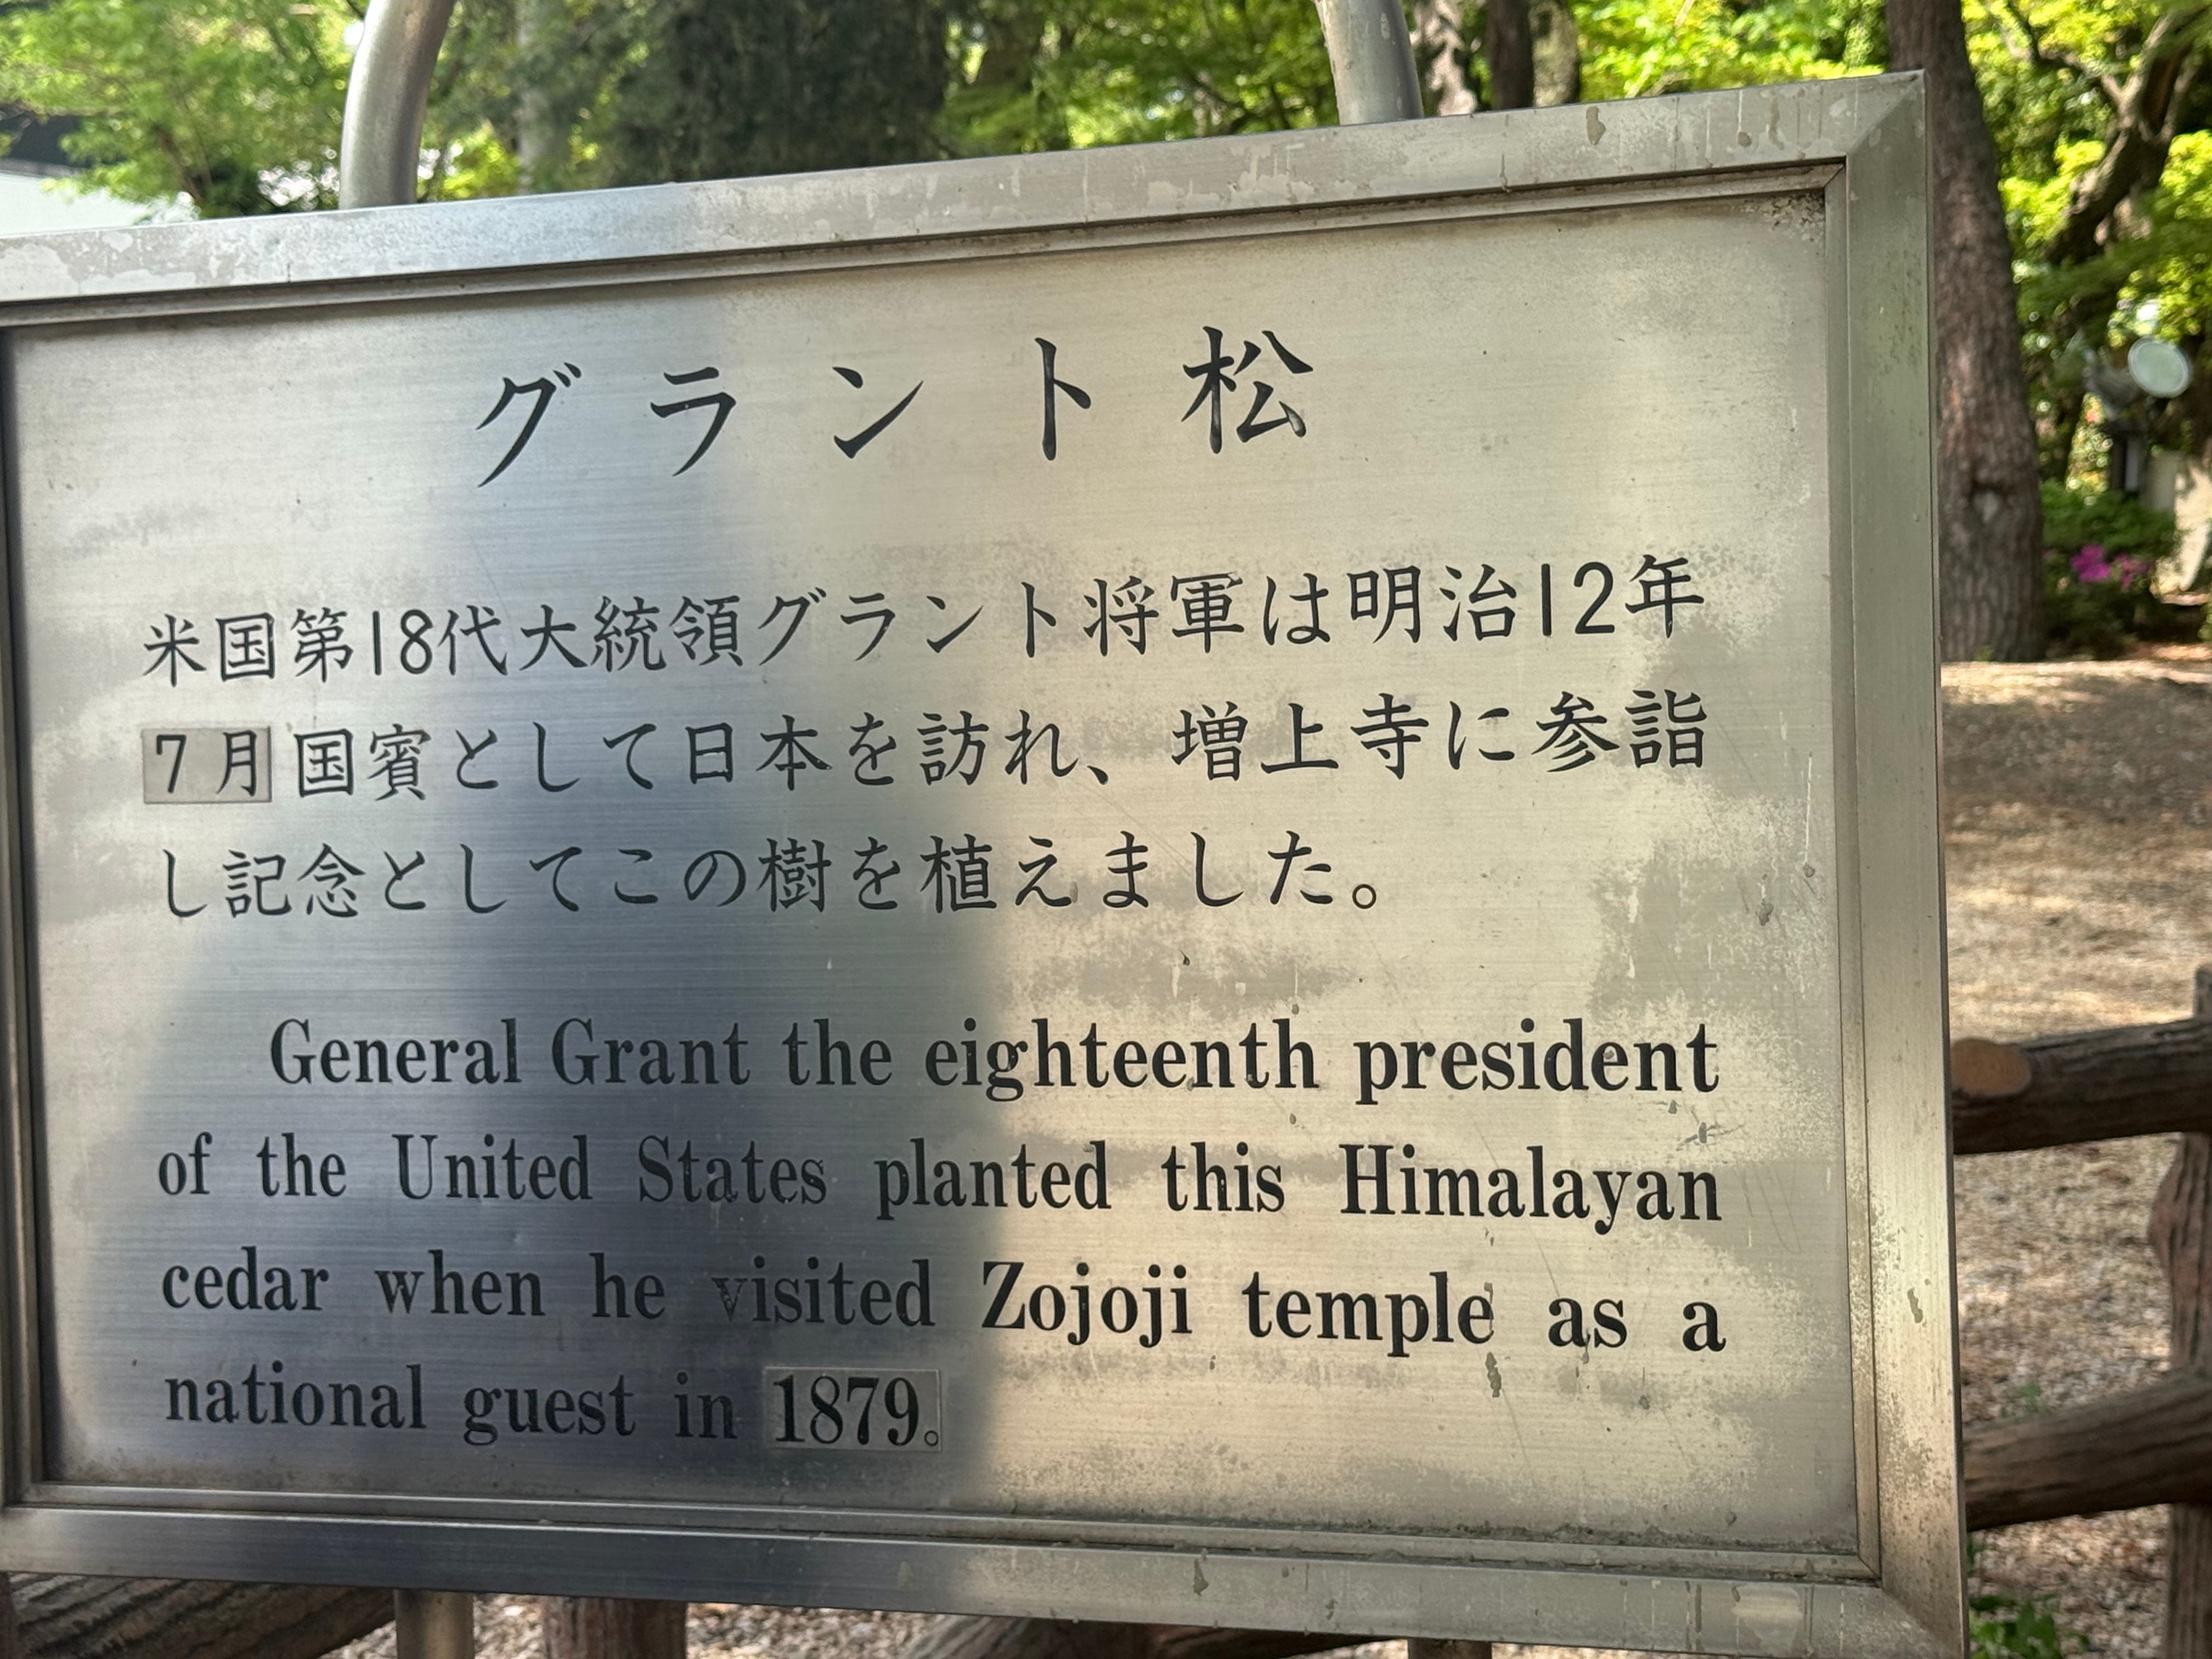 グラント松
米国第18代大統領グラント将軍は明治12年
7月国賓として日本を訪れ、増上寺に参詣
し記念としてこの樹を植えました。
General Grant the eighteenth president
of the United States planted this Himalayan
cedar when he visited Zojoji temple as a
national guest in 1879。